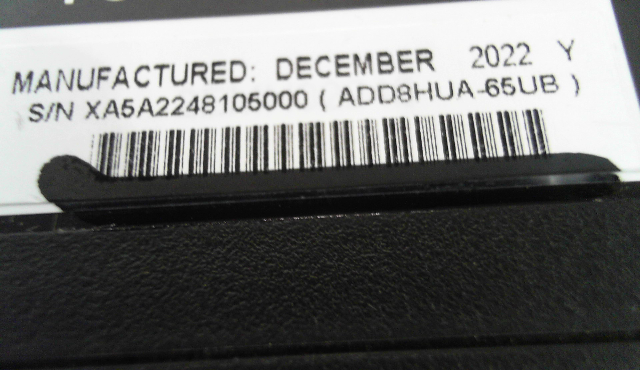 MANUFACTURED: DECEMBER 2022 Y
S/N XA5A2248105000 ( ADD8HUA-65UB )